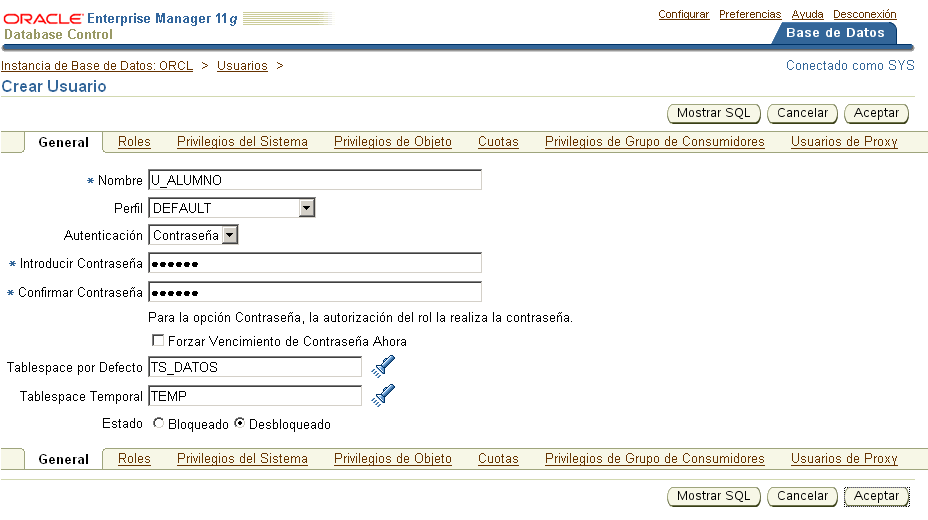 ORACLE Enterprise Manager 11g
Database Control
Configurar Preferencias Ayuda Desconexión
Base de Datos
Instancia de Base de Datos: ORCL > Usuarios >
Conectado como SYS
Crear Usuario
Mostrar SQL Cancelar Aceptar
General Roles Privilegios del Sistema Privilegios de Objeto Cuotas Privilegios de Grupo de Consumidores Usuarios de Proxy
* Nombre U_ALUMNO
Perfil DEFAULT
Autenticación Contraseña
* Introducir Contraseña ••••••
* Confirmar Contraseña ••••••
Para la opción Contraseña, la autorización del rol la realiza la contraseña.
Forzar Vencimiento de Contraseña Ahora
Tablespace por Defecto TS_DATOS
Tablespace Temporal TEMP
Estado Bloqueado Desbloqueado
General Roles Privilegios del Sistema Privilegios de Objeto Cuotas Privilegios de Grupo de Consumidores Usuarios de Proxy
Mostrar SQL Cancelar Aceptar